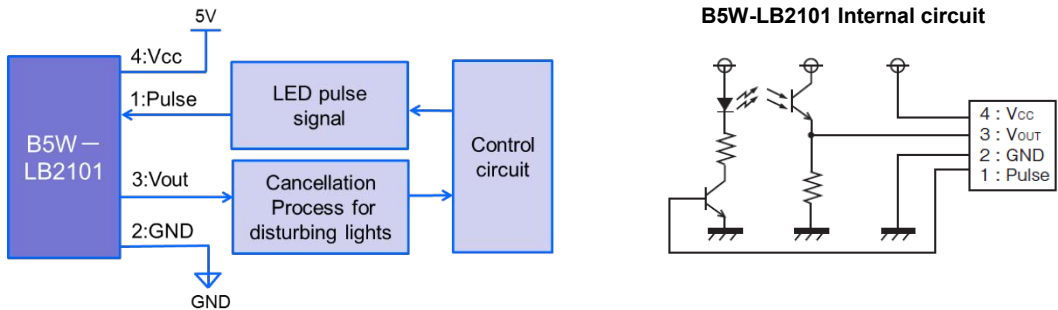 5V
4:Vcc
1:Pulse
B5W－
LB2101
3:Vout
2:GND
GND
LED pulse
signal
Cancellation
Process for
disturbing lights
Control
circuit
B5W-LB2101 Internal circuit
4 : Vcc
3 : VOUT
2 : GND
1 : Pulse